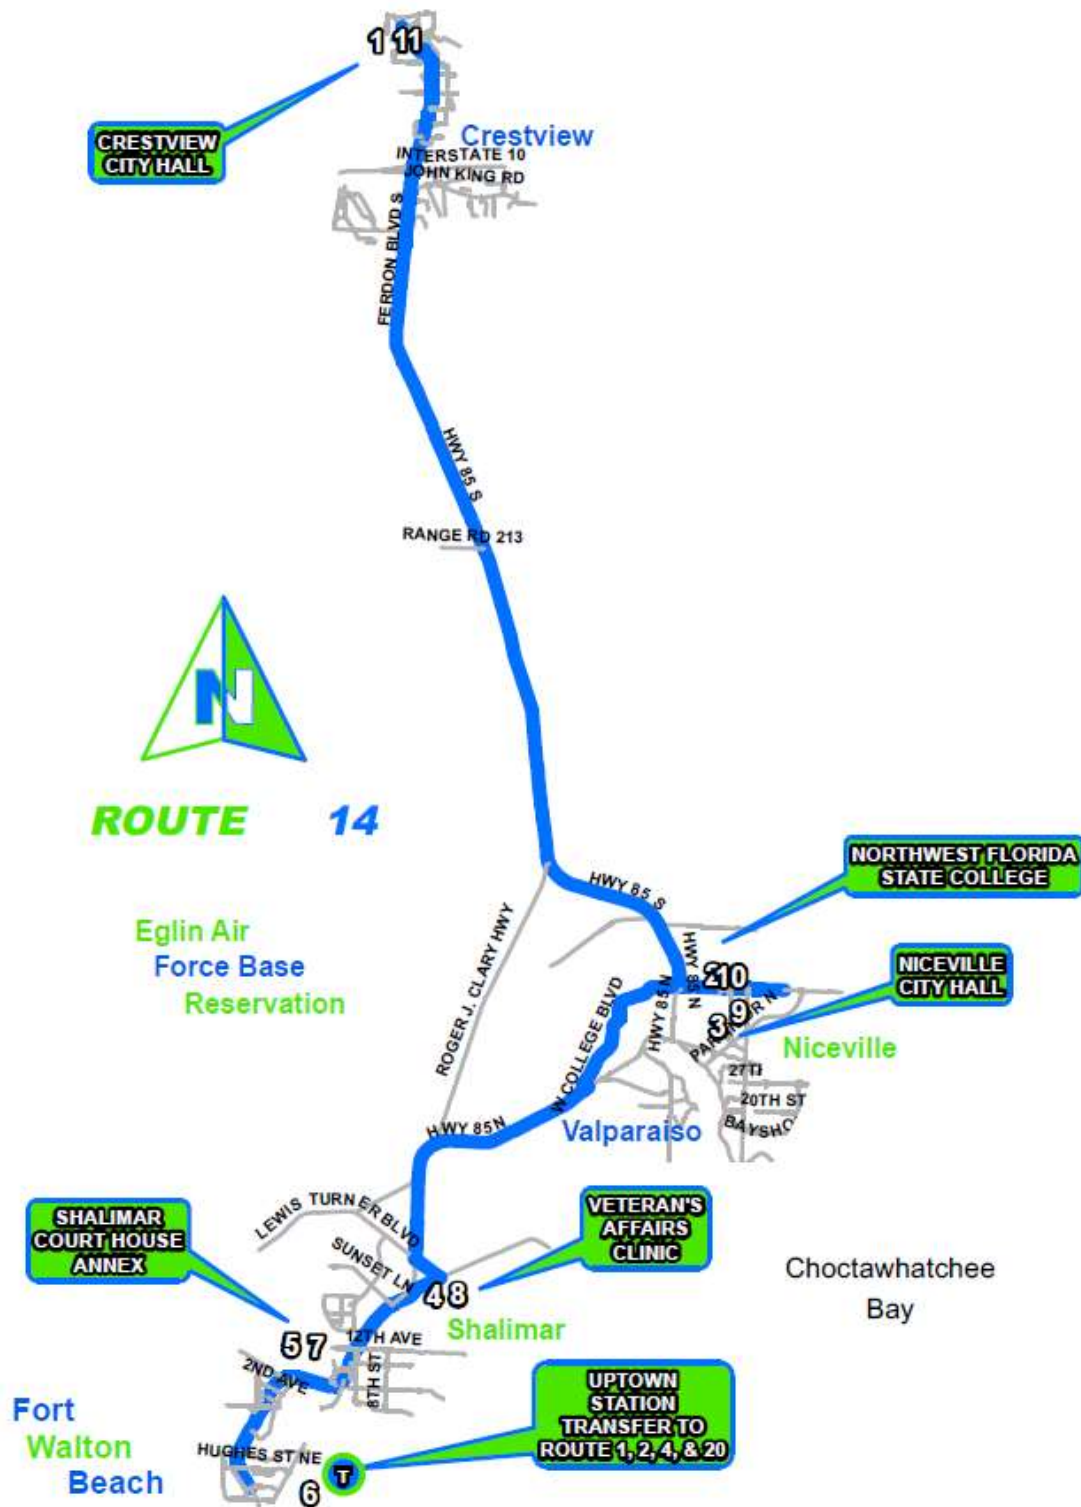 1 11
CRESTVIEW
CITY HALL
Crestview
INTERSTATE 10
JOHN KING RD
FERDON BLVD S
HWY 85 S
RANGE RD 213
N
ROUTE 14
NORTHWEST FLORIDA
STATE COLLEGE
HWY 85 S
ROGER J. CLARY HWY
Eglin Air
Force Base
Reservation
HWY 85 N
HWY 85N
2 10
NICEVILLE
CITY HALL
3 9
Niceville
W COLLEGE BLVD
20TH ST
Valparaiso
HWY 85N
SHALIMAR
COURT HOUSE
ANNEX
LEWIS TURNER BLVD
SUNSET LN
VETERAN'S
AFFAIRS
CLINIC
4 8
Choctawhatchee
Bay
Shalimar
5 7
12TH AVE
2ND AVE
8TH ST
UPTOWN
STATION
TRANSFER TO
ROUTE 1, 2, 4, & 20
Fort
Walton
Beach
HUGHES ST NE
T
6